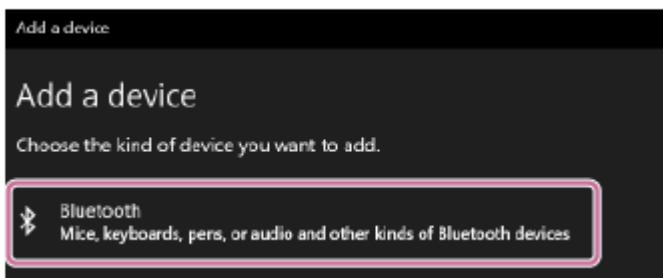 Add a device
Add a device
Choose the kind of device you want to add.
Bluetooth
Mice, keyboards, pens, or audio and other kinds of Bluetooth devices